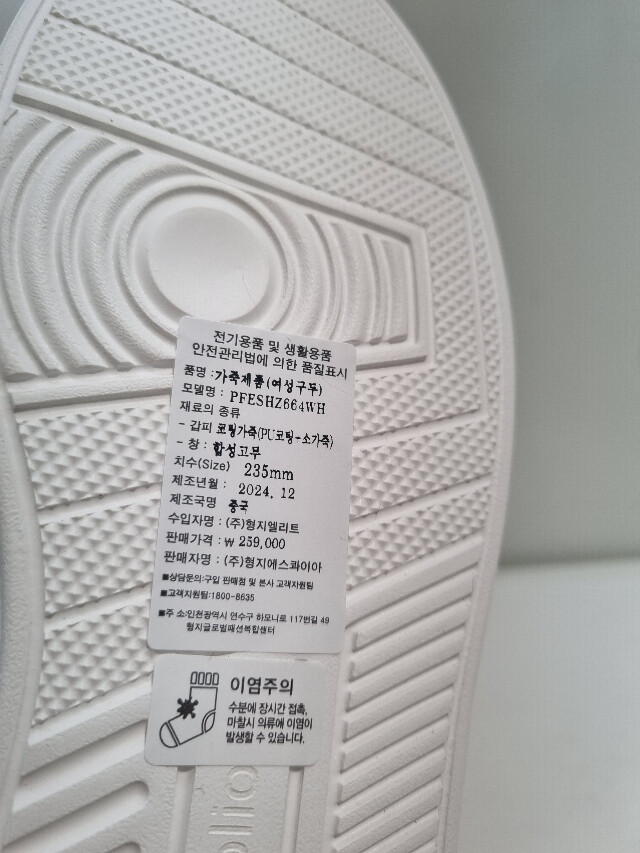 전기용품 및 생활용품
안전관리법에 의한 품질표시
품명 : 가죽제품(여성구두)
모델명 : PFESHZ664WH
재료의 종류
- 갑피 코팅가죽(PU코팅-소가죽)
- 창 : 합성고무
치수(Size) 235mm
제조년월 : 2024. 12
제조국명 중국
수입자명 : (주)형지엘리트
판매가격 : ₩ 259,000
판매자명 : (주)형지에스콰이아
■상담문의:구입 판매점 및 본사 고객지원팀
■고객지원팀:1800-8635
■주 소:인천광역시 연수구 하모니로 117번길 49
형지글로벌패션복합센터
이염주의
수분에 장시간 접촉,
마찰시 의류에 이염이
발생할 수 있습니다.